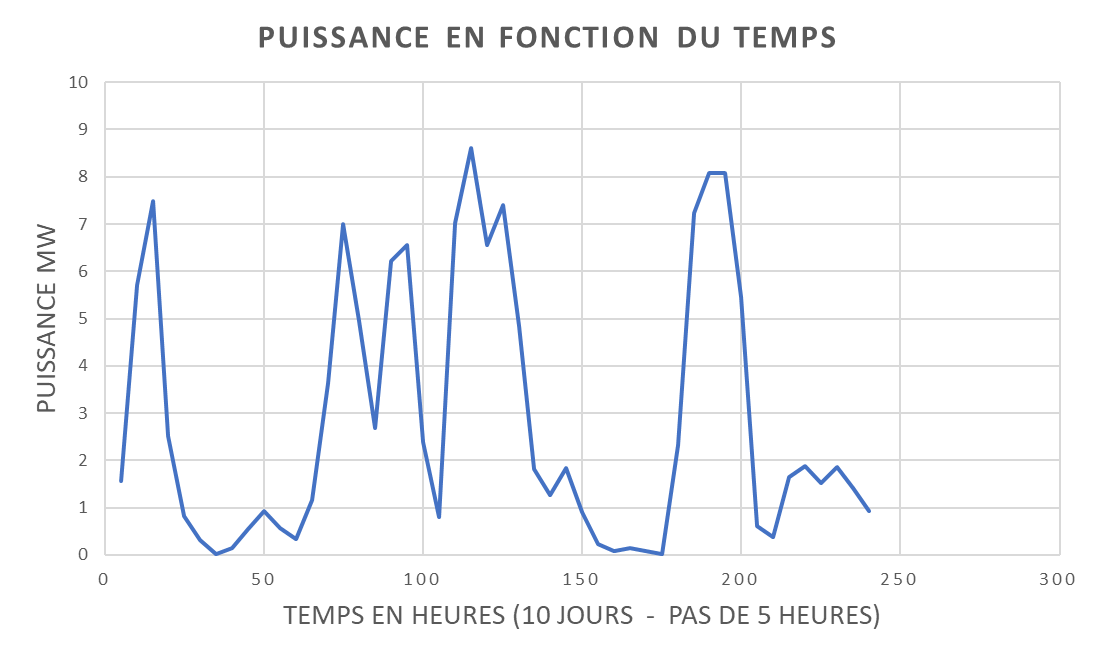 PUISSANCE EN FONCTION DU TEMPS
10
9
8
7
6
5
4
3
2
1
0
PUISSANCE MW
0 50 100 150 200 250 300
TEMPS EN HEURES (10 JOURS - PAS DE 5 HEURES)